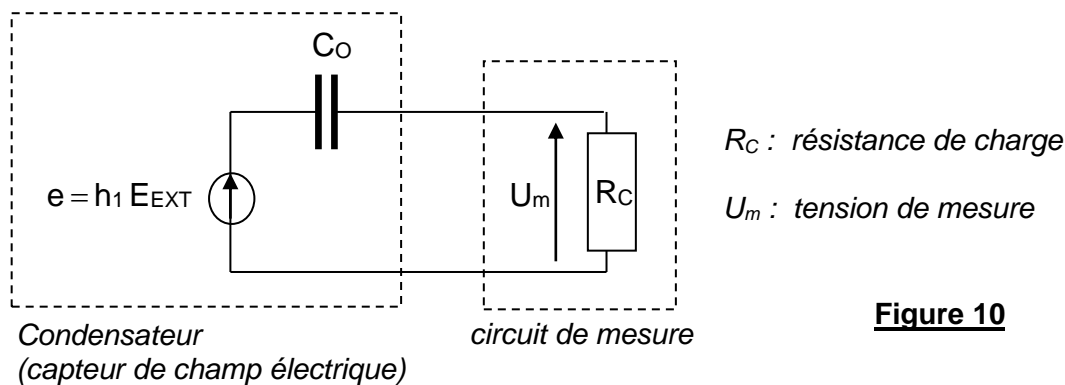 CO
RC : résistance de charge
e = h1 EEXT
Um
RC
Um : tension de mesure
Figure 10
Condensateur
(capteur de champ électrique)
circuit de mesure